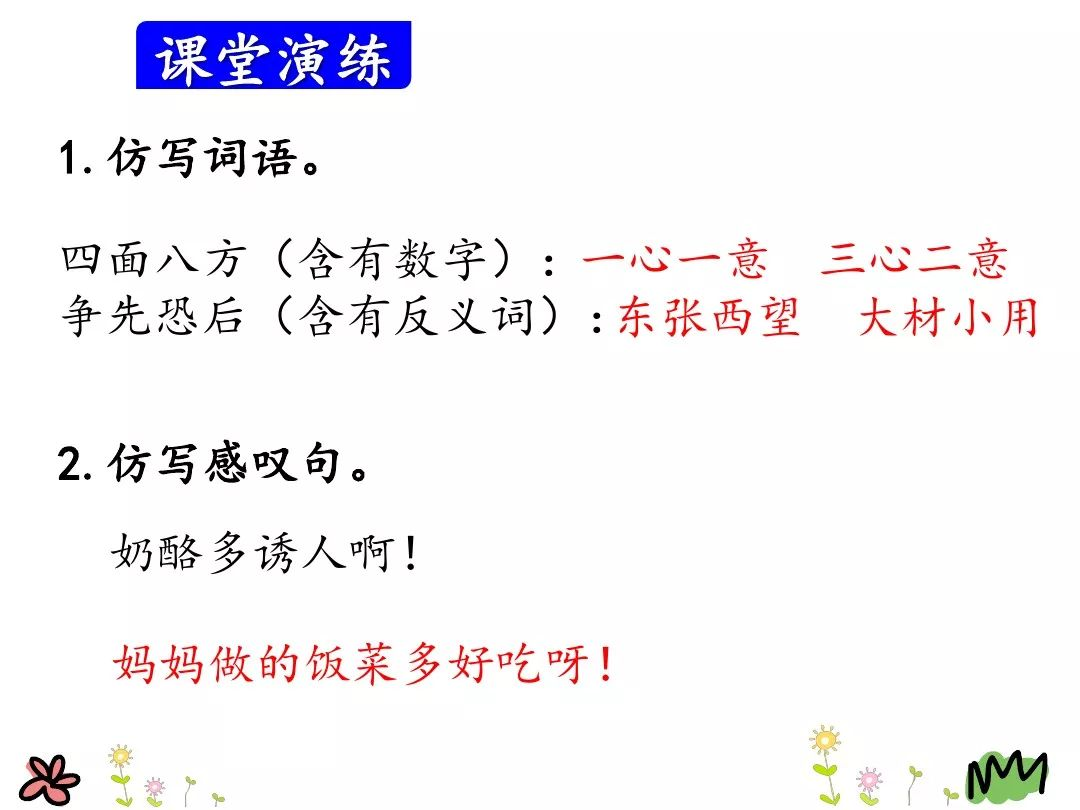 课堂演练
1.仿写词语。
四面八方（含有数字）：一心一意 三心二意
争先恐后（含有反义词）：东张西望 大材小用
2.仿写感叹句。
奶酪多诱人啊！
妈妈做的饭菜多好吃呀！